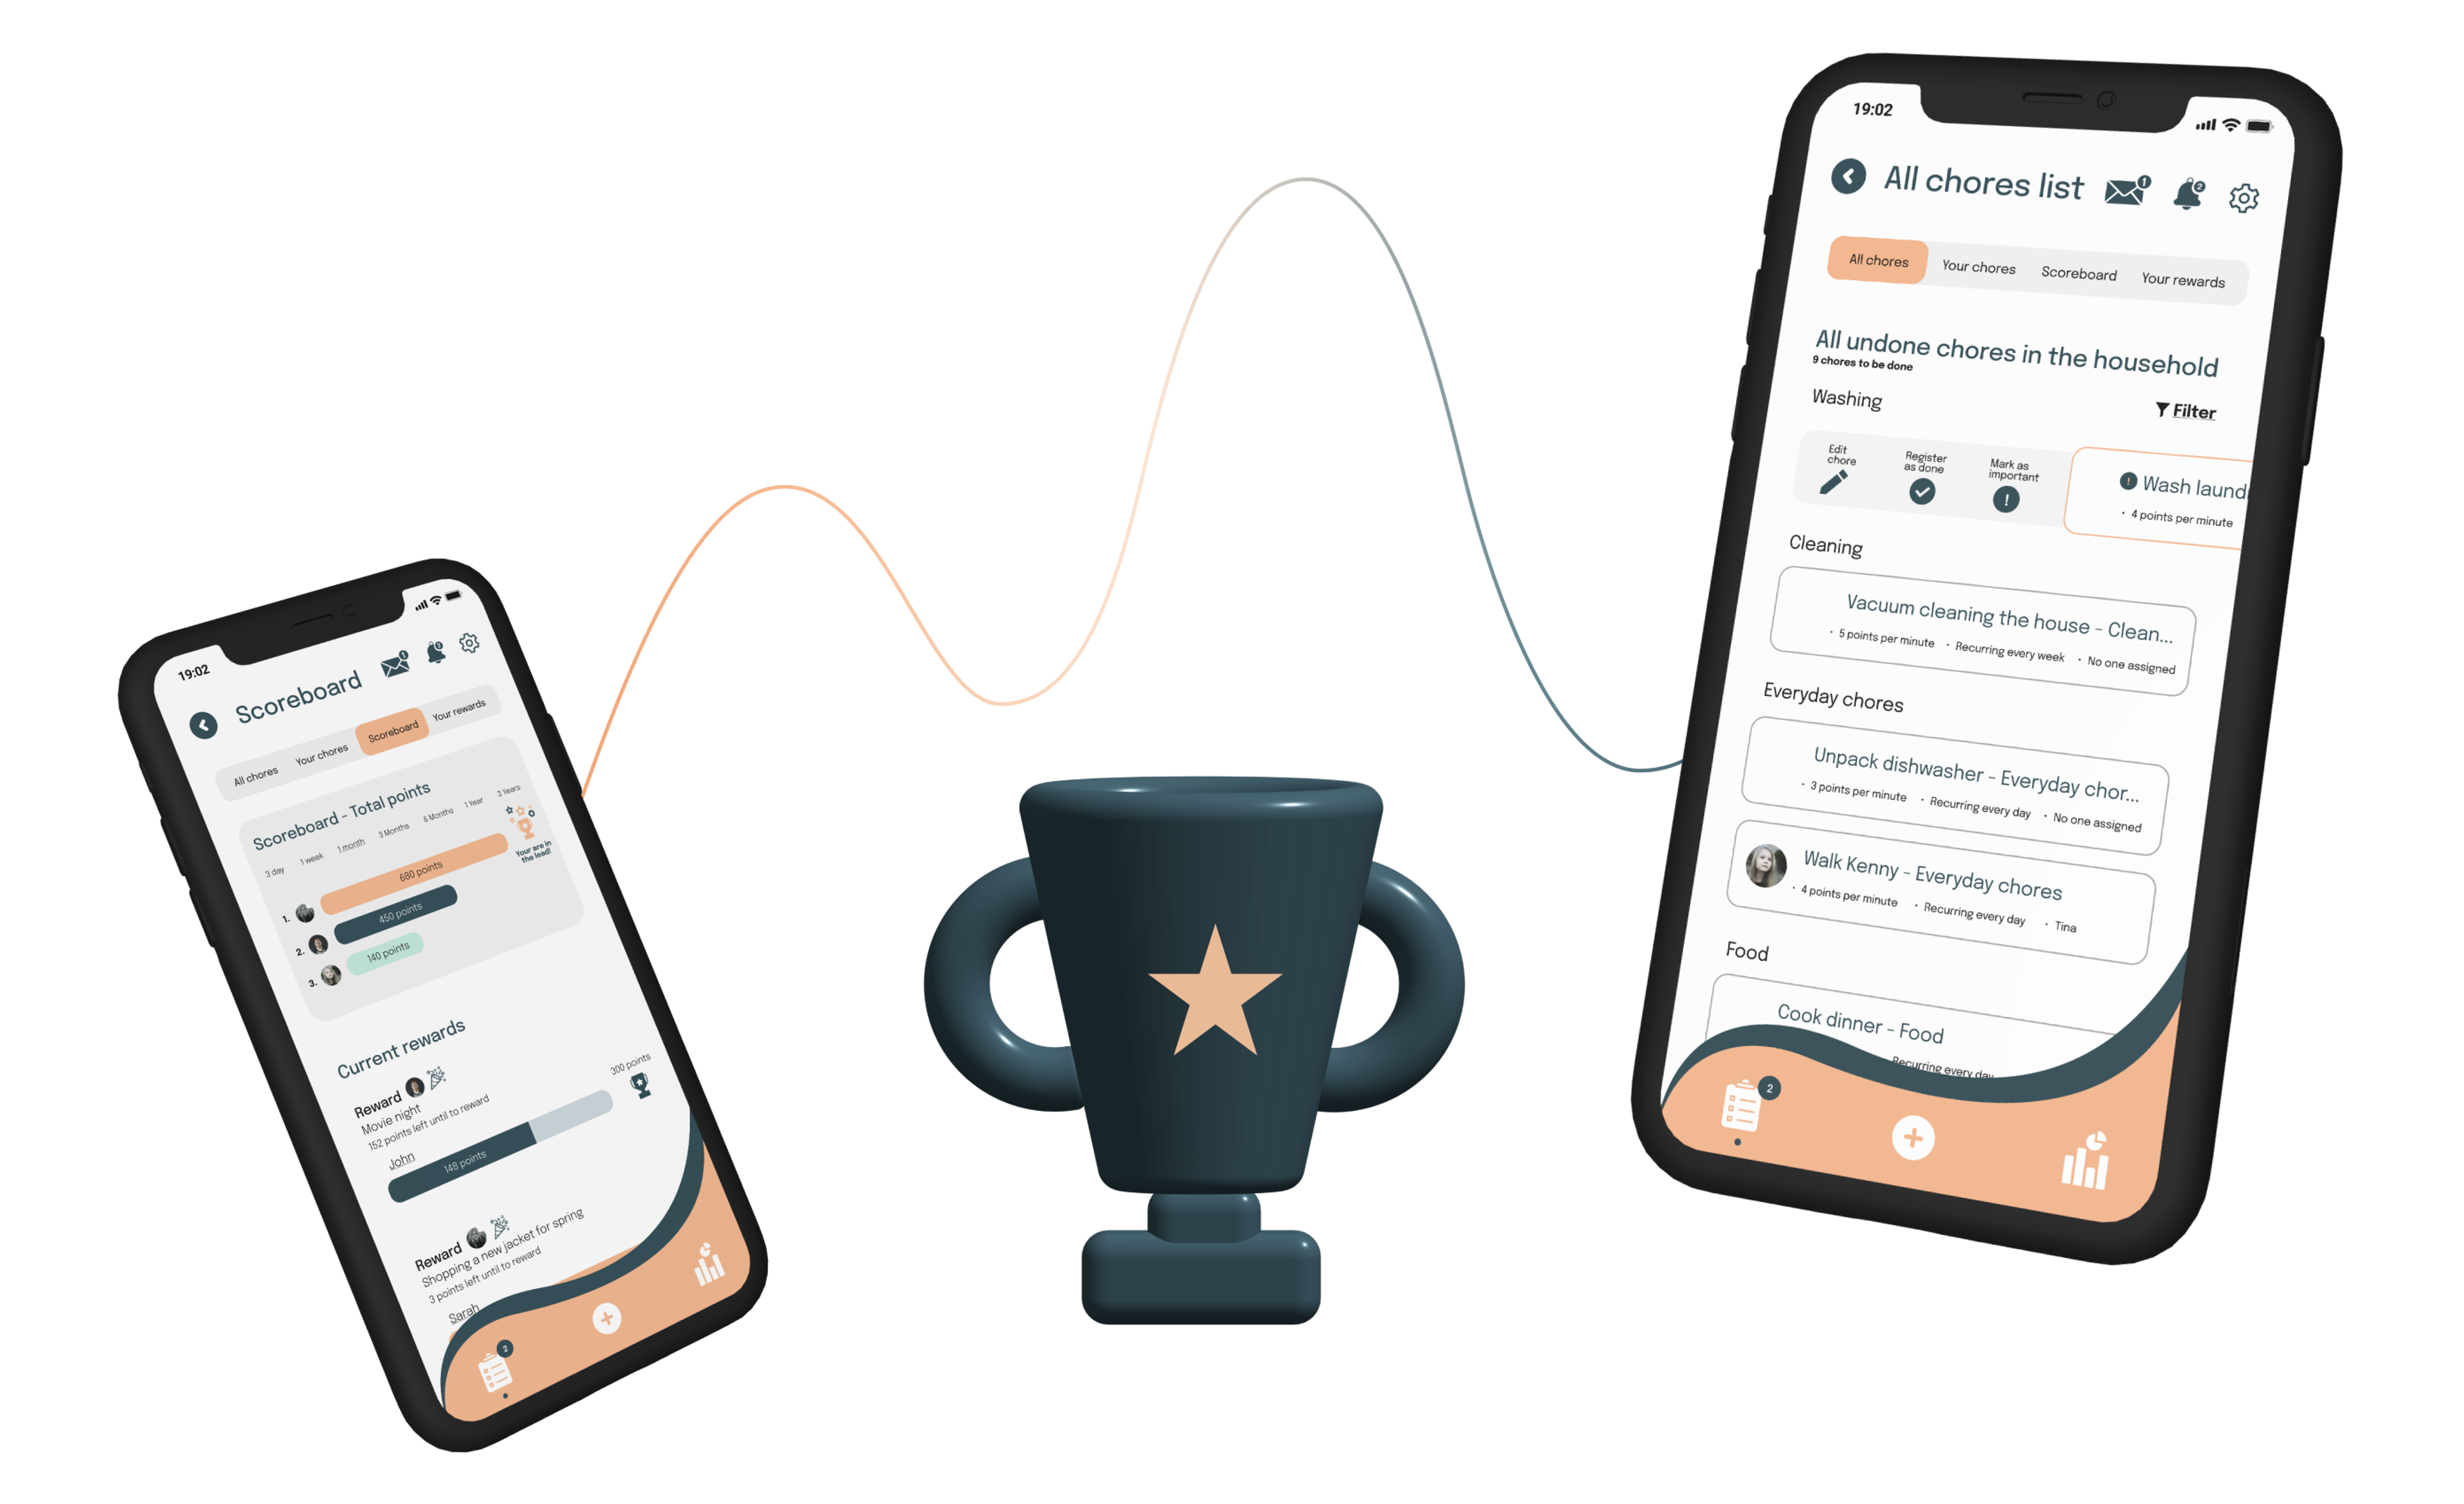 19:02
Scoreboard
1
2
All chores
Your chores
Scoreboard
Your rewards
Scoreboard - Total points
3 day
1 week
1 month
3 Months
6 Months
1 Year
3 Years
1.
680 points
You are in
the lead!
2.
450 points
3.
140 points
Current rewards
Reward
Movie night
152 points left until to reward
300 points
John
148 points
Reward
Shopping a new jacket for spring
3 points left until to reward
Sarah
2
19:02
All chores list
1
2
All chores
Your chores
Scoreboard
Your rewards
All undone chores in the household
9 chores to be done
Washing
Filter
Edit
chore
Register
as done
Mark as
important
! Wash laund
• 4 points per minute
Cleaning
Vacuum cleaning the house - Clean...
• 5 points per minute • Recurring every week • No one assigned
Everyday chores
Unpack dishwasher - Everyday chor...
• 3 points per minute • Recurring every day • No one assigned
Walk Kenny - Everyday chores
• 4 points per minute • Recurring every day • Tina
Food
Cook dinner - Food
Recurring every day
2